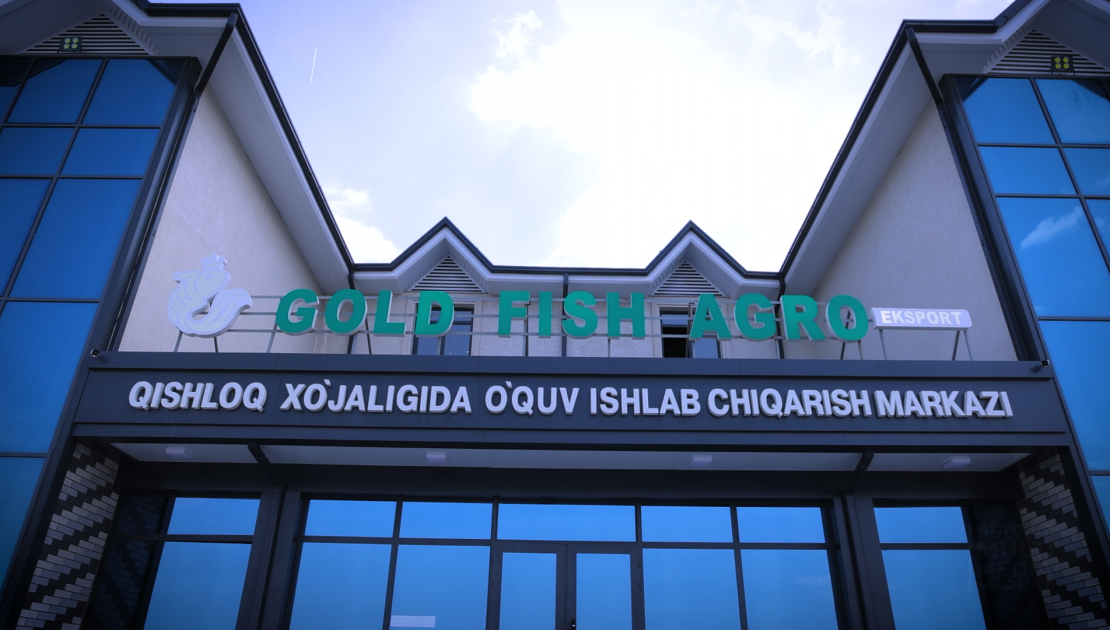 GOLD FISH AGRO EKSPORT
QISHLOQ XO`JALIGIDA O`QUV ISHLAB CHIQARISH MARKAZI